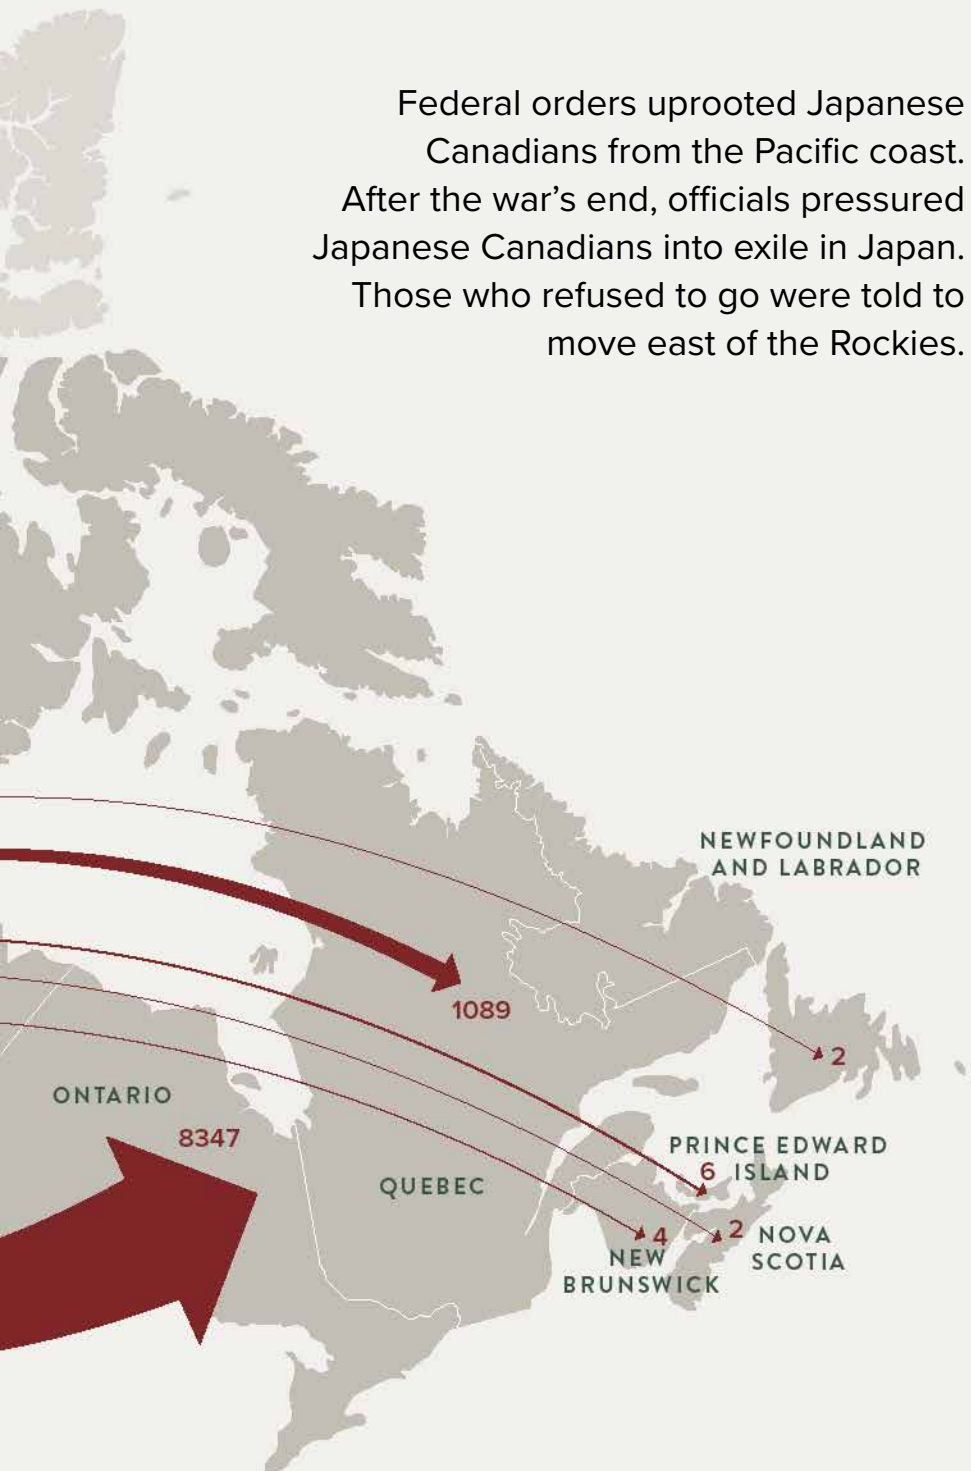 Federal orders uprooted Japanese
Canadians from the Pacific coast.
After the war’s end, officials pressured
Japanese Canadians into exile in Japan.
Those who refused to go were told to
move east of the Rockies.
NEWFOUNDLAND
AND LABRADOR
1089
2
ONTARIO
8347
PRINCE EDWARD
6 ISLAND
QUEBEC
4
2
NOVA
SCOTIA
NEW
BRUNSWICK